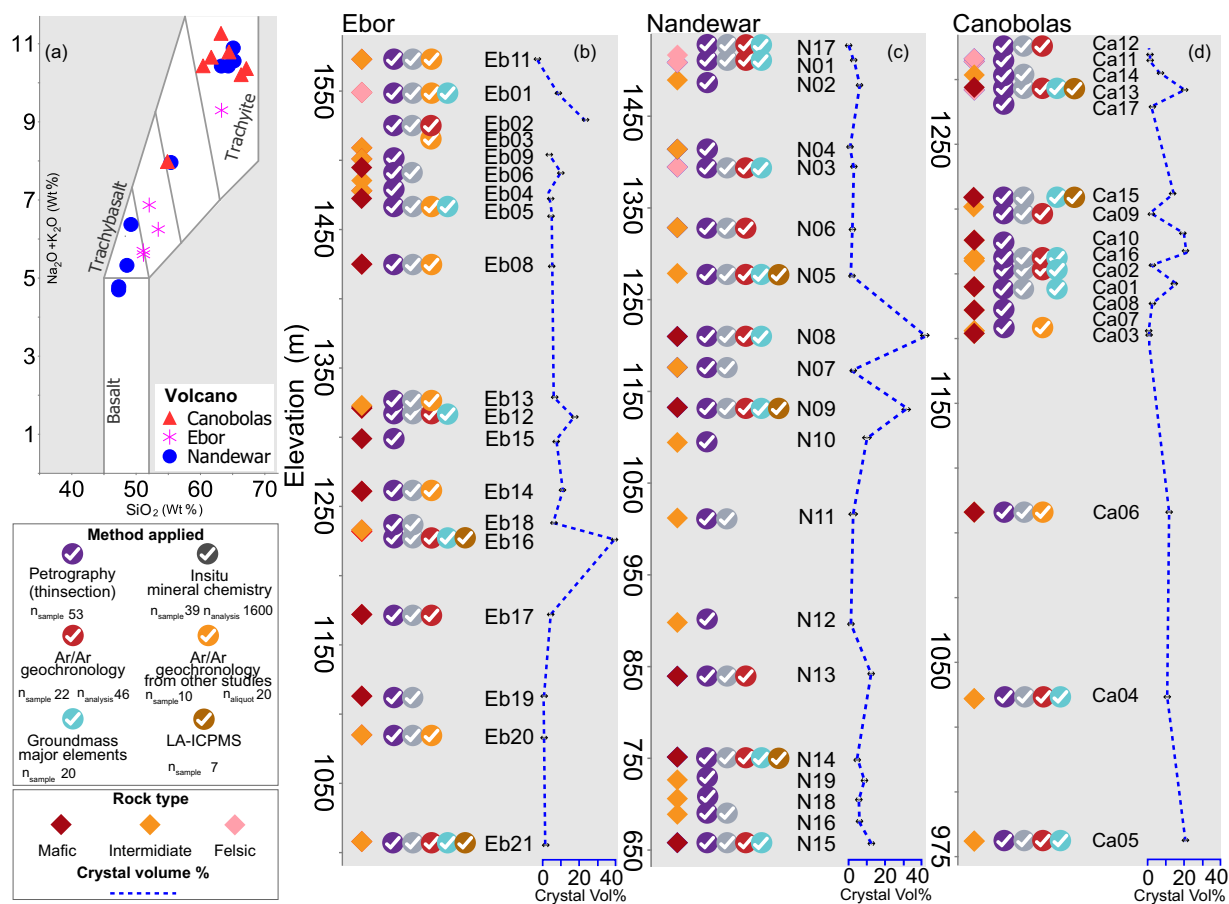 Ebor
Nandewar
Canobolas
(a)
11
9
7
5
3
1
Na2O+K2O (Wt%)
Trachyte
Trachybasalt
Basalt
Volcano
Canobolas
Ebor
Nandewar
40
50
60
70
SiO2 (Wt%)
Method applied
Petrography
(thinsection)
nsample 53
Insitu
mineral chemistry
nsample 39 nanalysis 1600
Ar/Ar
geochronology
nsample 22 nanalysis 46
Ar/Ar
geochronology
from other studies
nsample 10 naliquot 20
Groundmass
major elements
nsample 20
LA-ICPMS
nsample 7
Rock type
Mafic
Intermidiate
Felsic
Crystal volume %
Elevation (m)
(b)
1550
1450
1350
1250
1150
1050
Eb11
Eb01
Eb02
Eb03
Eb09
Eb06
Eb04
Eb05
Eb08
Eb13
Eb12
Eb15
Eb14
Eb18
Eb16
Eb17
Eb19
Eb20
Eb21
0 20 40
Crystal Vol%
(c)
1450
1350
1250
1150
1050
950
850
750
650
N17
N01
N02
N04
N03
N06
N05
N08
N07
N09
N10
N11
N12
N13
N14
N19
N18
N16
N15
0 20 40
Crystal Vol%
(d)
1250
1150
1050
975
Ca12
Ca11
Ca14
Ca13
Ca17
Ca15
Ca09
Ca10
Ca16
Ca02
Ca01
Ca08
Ca07
Ca03
Ca06
Ca04
Ca05
0 20 40
Crystal Vol%